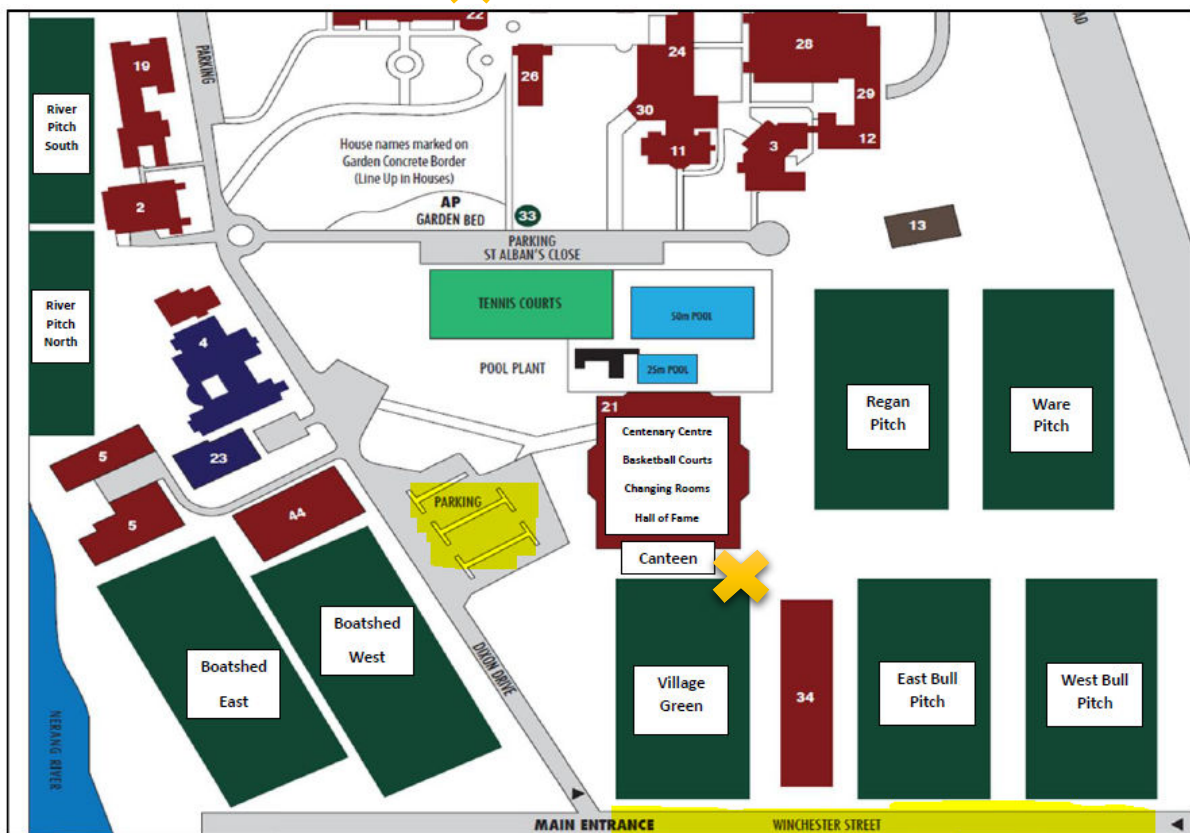 22
24
28
PARKING
19
26
29
30
River
Pitch
South
House names marked on
Garden Concrete Border
(Line Up in Houses)
11
3
12
2
AP
GARDEN BED
33
13
PARKING
ST ALBAN'S CLOSE
River
Pitch
North
TENNIS COURTS
50m POOL
4
POOL PLANT
25m POOL
21
Centenary Centre
Basketball Courts
Changing Rooms
Hall of Fame
Canteen
Regan
Pitch
Ware
Pitch
5
23
PARKING
5
44
Boatshed
West
Boatshed
East
DIXON DRIVE
Village
Green
34
East Bull
Pitch
West Bull
Pitch
NERANG RIVER
MAIN ENTRANCE
WINCHESTER STREET